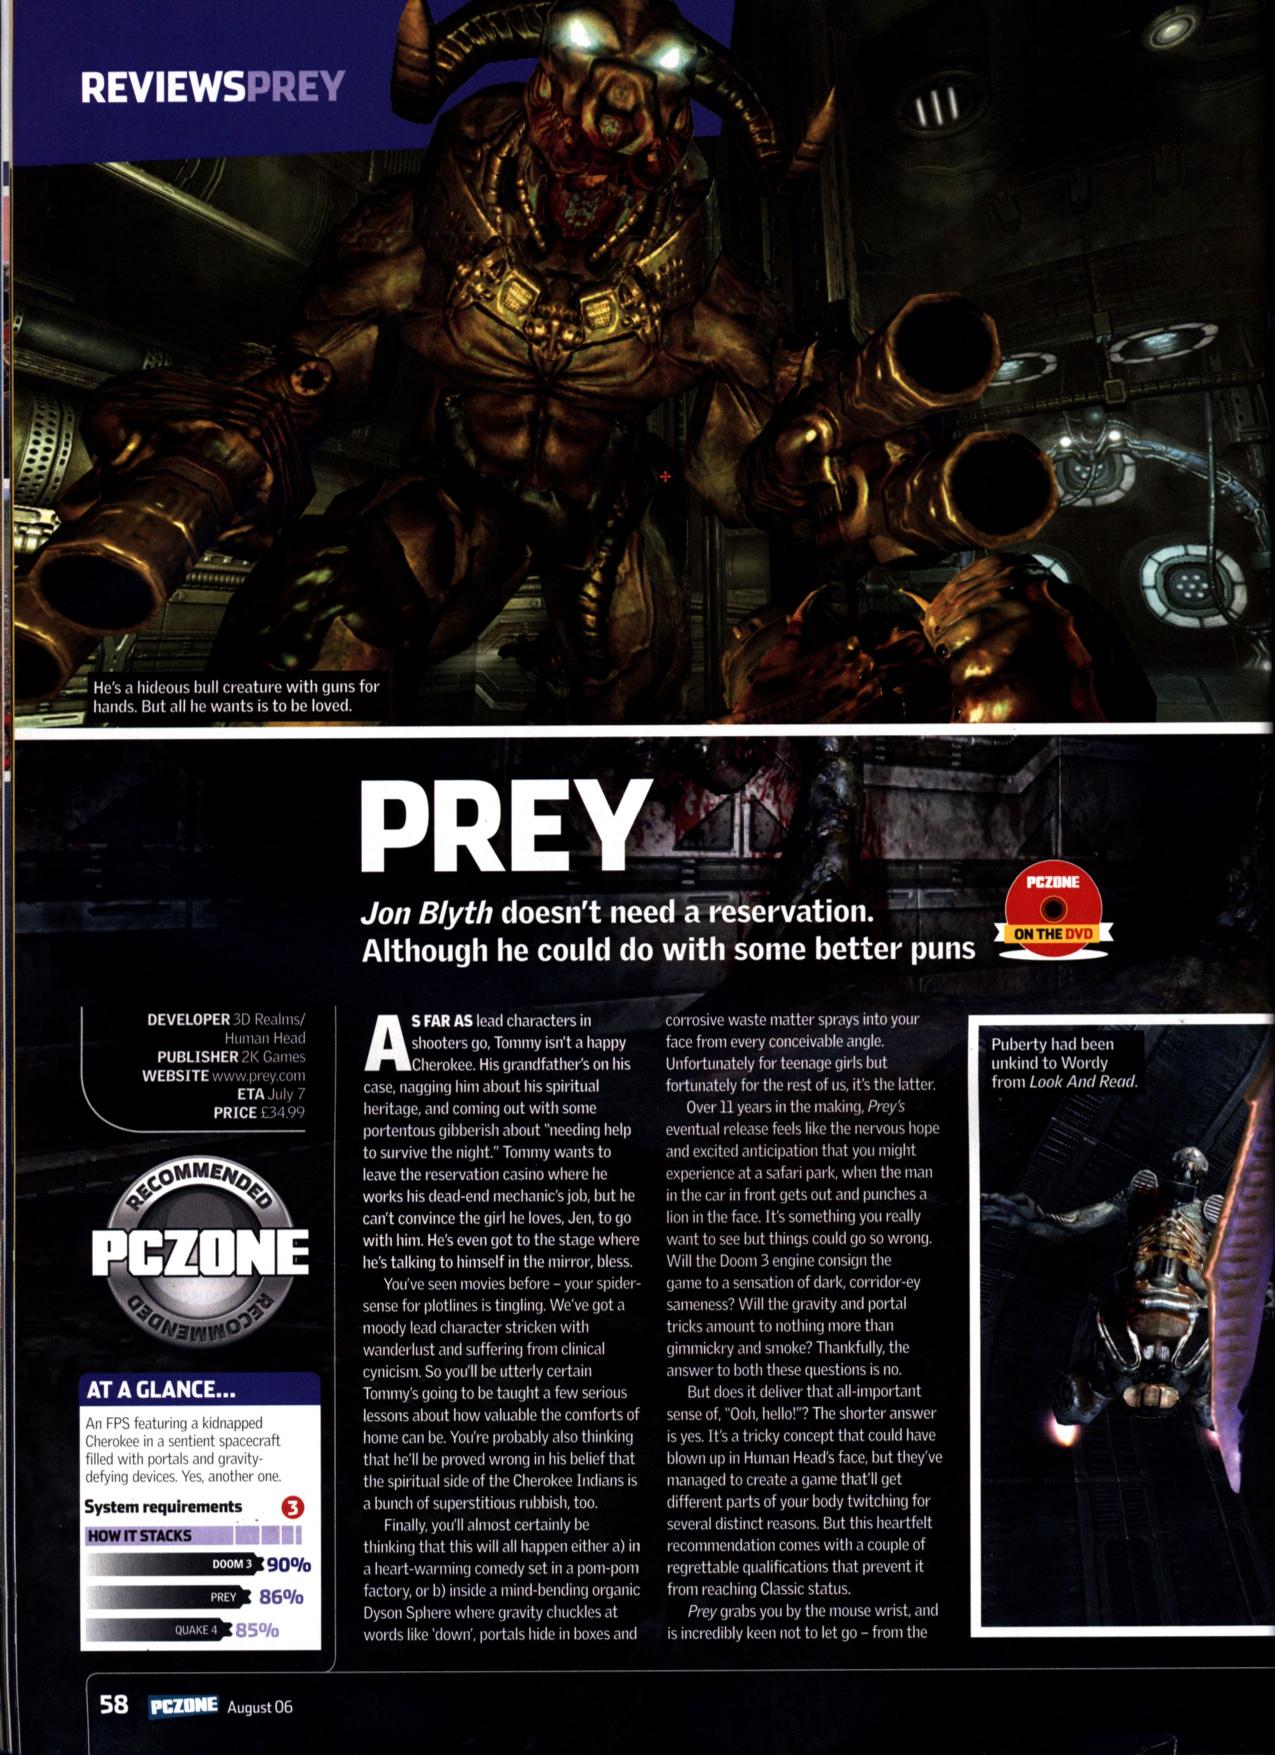 REVIEWSPREY
He's a hideous bull creature with guns for
hands. But all he wants is to be loved.
PREY
Jon Blyth doesn't need a reservation.
Although he could do with some better puns
PCZONE
ON THE DVD
DEVELOPER 3D Realms/
Human Head
PUBLISHER 2K Games
WEBSITE www.prey.com
ETA July 7
PRICE £34.99
RECOMMENDED
PCZONE
RECOMMENDED
AT A GLANCE...
An FPS featuring a kidnapped
Cherokee in a sentient spacecraft
filled with portals and gravity-
defying devices. Yes, another one.
System requirements 3
HOW IT STACKS
DOOM 3 90%
PREY 86%
QUAKE 4 85%
AS FAR AS lead characters in
shooters go, Tommy isn't a happy
Cherokee. His grandfather's on his
case, nagging him about his spiritual
heritage, and coming out with some
portentous gibberish about "needing help
to survive the night." Tommy wants to
leave the reservation casino where he
works his dead-end mechanic's job, but he
can't convince the girl he loves, Jen, to go
with him. He's even got to the stage where
he's talking to himself in the mirror, bless.
You've seen movies before – your spider-
sense for plotlines is tingling. We've got a
moody lead character stricken with
wanderlust and suffering from clinical
cynicism. So you'll be utterly certain
Tommy's going to be taught a few serious
lessons about how valuable the comforts of
home can be. You're probably also thinking
that he'll be proved wrong in his belief that
the spiritual side of the Cherokee Indians is
a bunch of superstitious rubbish, too.
Finally, you'll almost certainly be
thinking that this will all happen either a) in
a heart-warming comedy set in a pom-pom
factory, or b) inside a mind-bending organic
Dyson Sphere where gravity chuckles at
words like 'down', portals hide in boxes and
corrosive waste matter sprays into your
face from every conceivable angle.
Unfortunately for teenage girls but
fortunately for the rest of us, it's the latter.
Over 11 years in the making, Prey's
eventual release feels like the nervous hope
and excited anticipation that you might
experience at a safari park, when the man
in the car in front gets out and punches a
lion in the face. It's something you really
want to see but things could go so wrong.
Will the Doom 3 engine consign the
game to a sensation of dark, corridor-ey
sameness? Will the gravity and portal
tricks amount to nothing more than
gimmickry and smoke? Thankfully, the
answer to both these questions is no.
But does it deliver that all-important
sense of, "Ooh, hello!"? The shorter answer
is yes. It's a tricky concept that could have
blown up in Human Head's face, but they've
managed to create a game that'll get
different parts of your body twitching for
several distinct reasons. But this heartfelt
recommendation comes with a couple of
regrettable qualifications that prevent it
from reaching Classic status.
Prey grabs you by the mouse wrist, and
is incredibly keen not to let go – from the
Puberty had been
unkind to Wordy
from Look And Read.
58 PCZONE August 06